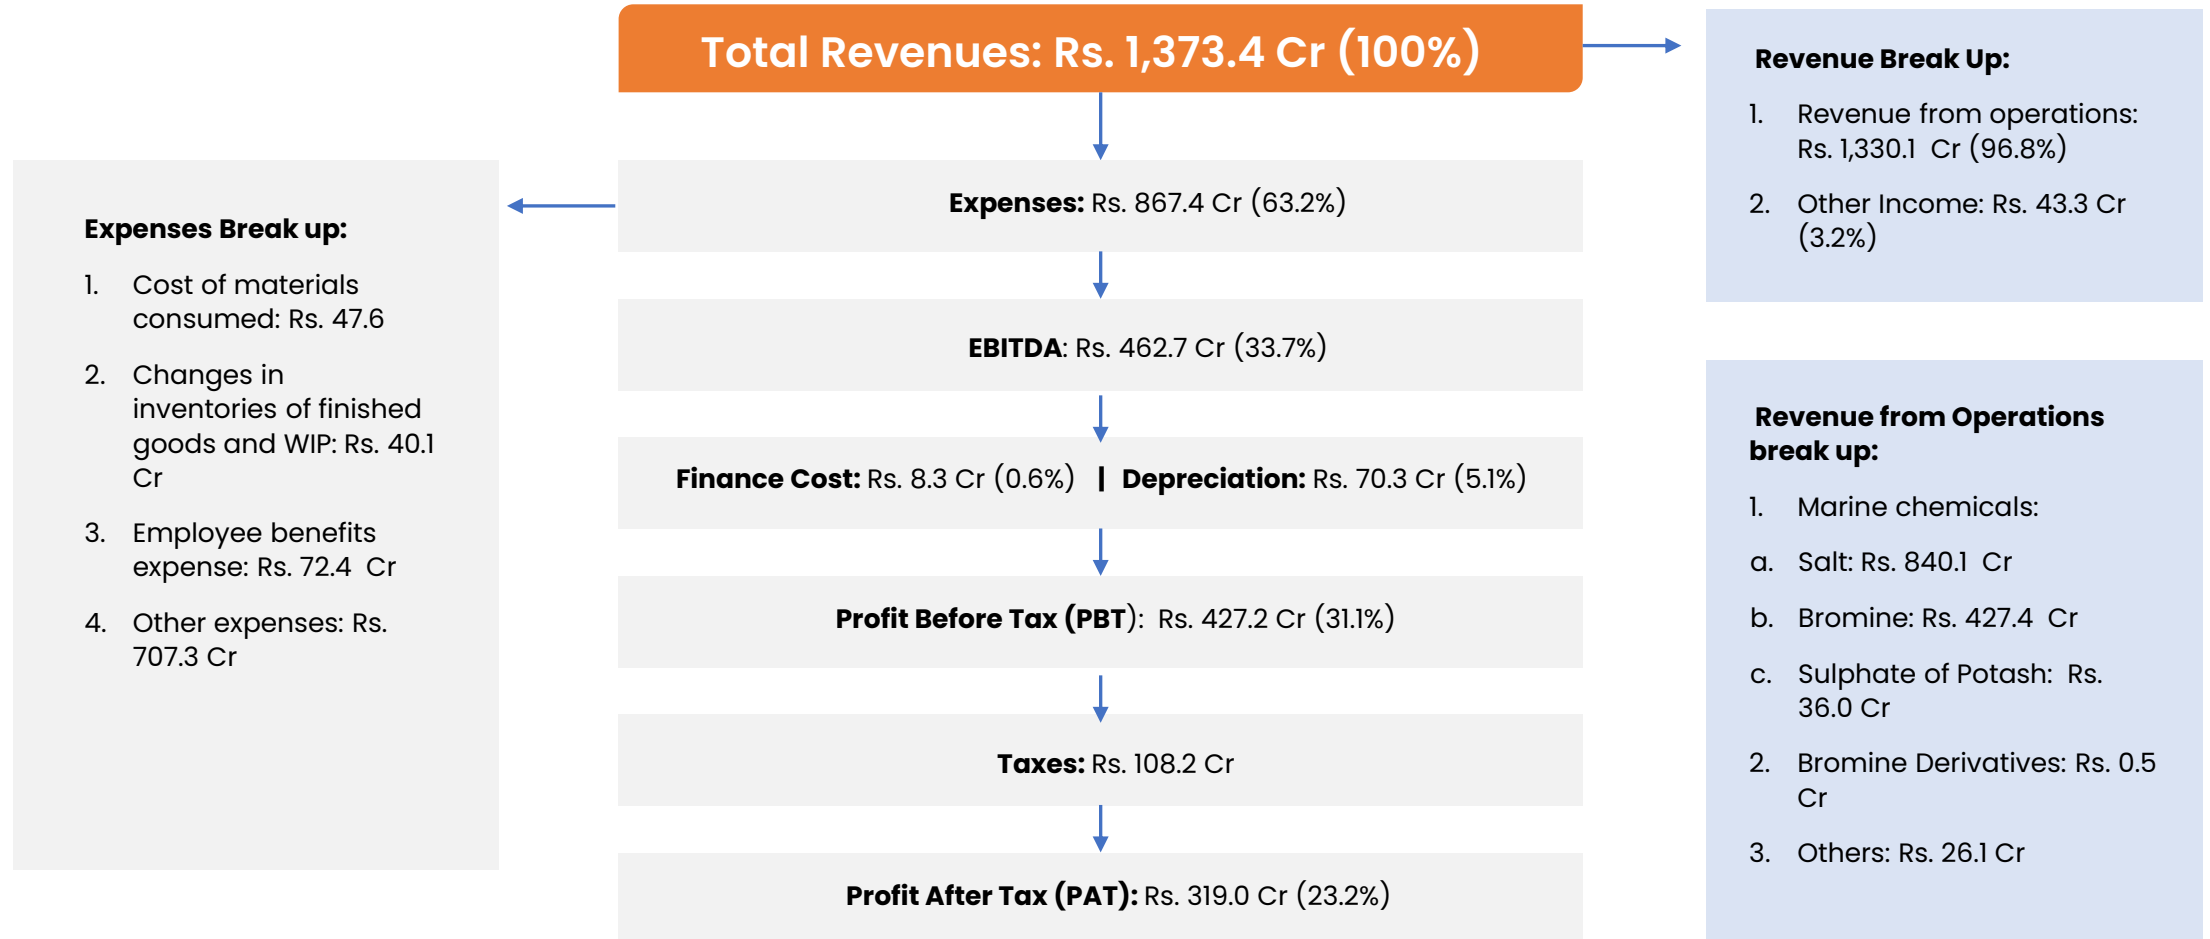 Total Revenues: Rs. 1,373.4 Cr (100%)
Expenses: Rs. 867.4 Cr (63.2%)
EBITDA: Rs. 462.7 Cr (33.7%)
Finance Cost: Rs. 8.3 Cr (0.6%) | Depreciation: Rs. 70.3 Cr (5.1%)
Profit Before Tax (PBT): Rs. 427.2 Cr (31.1%)
Taxes: Rs. 108.2 Cr
Profit After Tax (PAT): Rs. 319.0 Cr (23.2%)
Expenses Break up:
1. Cost of materials
consumed: Rs. 47.6
2. Changes in
inventories of finished
goods and WIP: Rs. 40.1
Cr
3. Employee benefits
expense: Rs. 72.4 Cr
4. Other expenses: Rs.
707.3 Cr
Revenue Break Up:
1. Revenue from operations:
Rs. 1,330.1 Cr (96.8%)
2. Other Income: Rs. 43.3 Cr
(3.2%)
Revenue from Operations
break up:
1. Marine chemicals:
a. Salt: Rs. 840.1 Cr
b. Bromine: Rs. 427.4 Cr
c. Sulphate of Potash: Rs.
36.0 Cr
2. Bromine Derivatives: Rs. 0.5
Cr
3. Others: Rs. 26.1 Cr